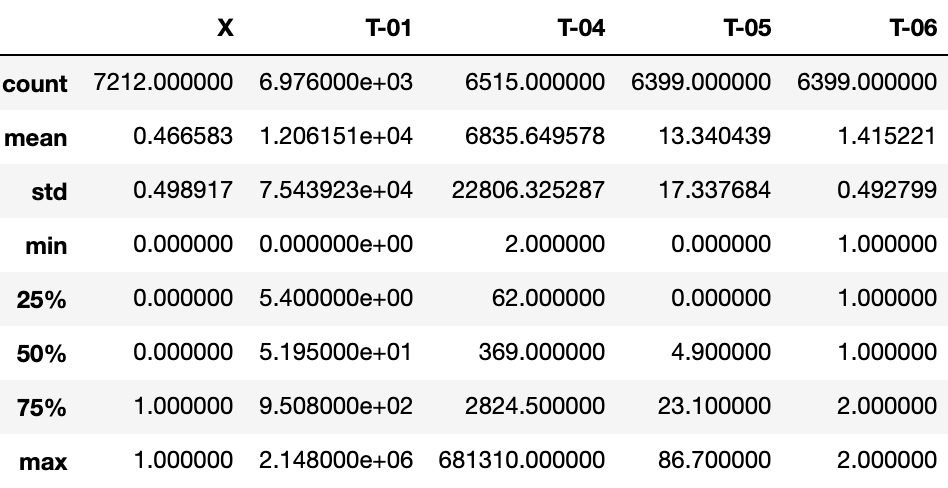 X T-01 T-04 T-05 T-06
count 7212.000000 6.976000e+03 6515.000000 6399.000000 6399.000000
mean 0.466583 1.206151e+04 6835.649578 13.340439 1.415221
std 0.498917 7.543923e+04 22806.325287 17.337684 0.492799
min 0.000000 0.000000e+00 2.000000 0.000000 1.000000
25% 0.000000 5.400000e+00 62.000000 0.000000 1.000000
50% 0.000000 5.195000e+01 369.000000 4.900000 1.000000
75% 1.000000 9.508000e+02 2824.500000 23.100000 2.000000
max 1.000000 2.148000e+06 681310.000000 86.700000 2.000000